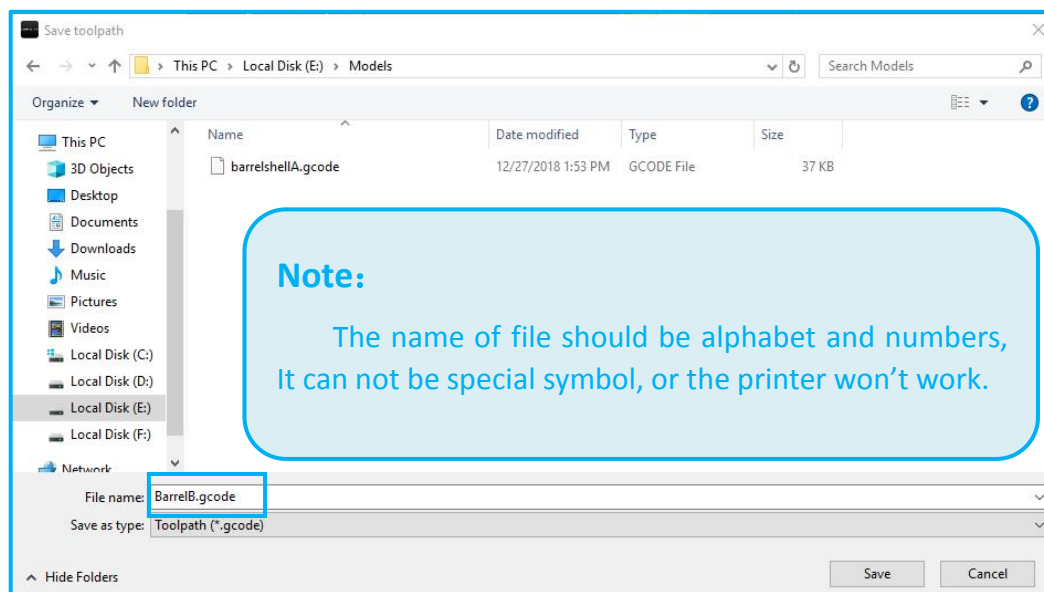 Save toolpath
This PC > Local Disk (E:) > Models
Search Models
Organize
New folder
Name
Date modified
Type
Size
This PC
3D Objects
Desktop
Documents
Downloads
Music
Pictures
Videos
Local Disk (C:)
Local Disk (D:)
Local Disk (E:)
Local Disk (F:)
Network
barrelshellA.gcode
12/27/2018 1:53 PM
GCODE File
37 KB
Note：
The name of file should be alphabet and numbers,
It can not be special symbol, or the printer won’t work.
File name: BarrelB.gcode
Save as type: Toolpath (*.gcode)
Hide Folders
Save
Cancel